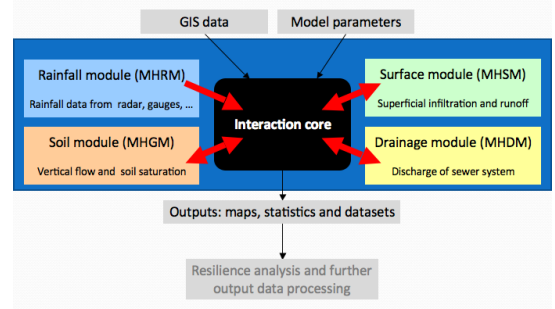 GIS data
Model parameters
Rainfall module (MHRM)
Rainfall data from radar, gauges, ...
Surface module (MHSM)
Superficial infiltration and runoff
Interaction core
Soil module (MHGM)
Vertical flow and soil saturation
Drainage module (MHDM)
Discharge of sewer system
Outputs: maps, statistics and datasets
Resilience analysis and further
output data processing